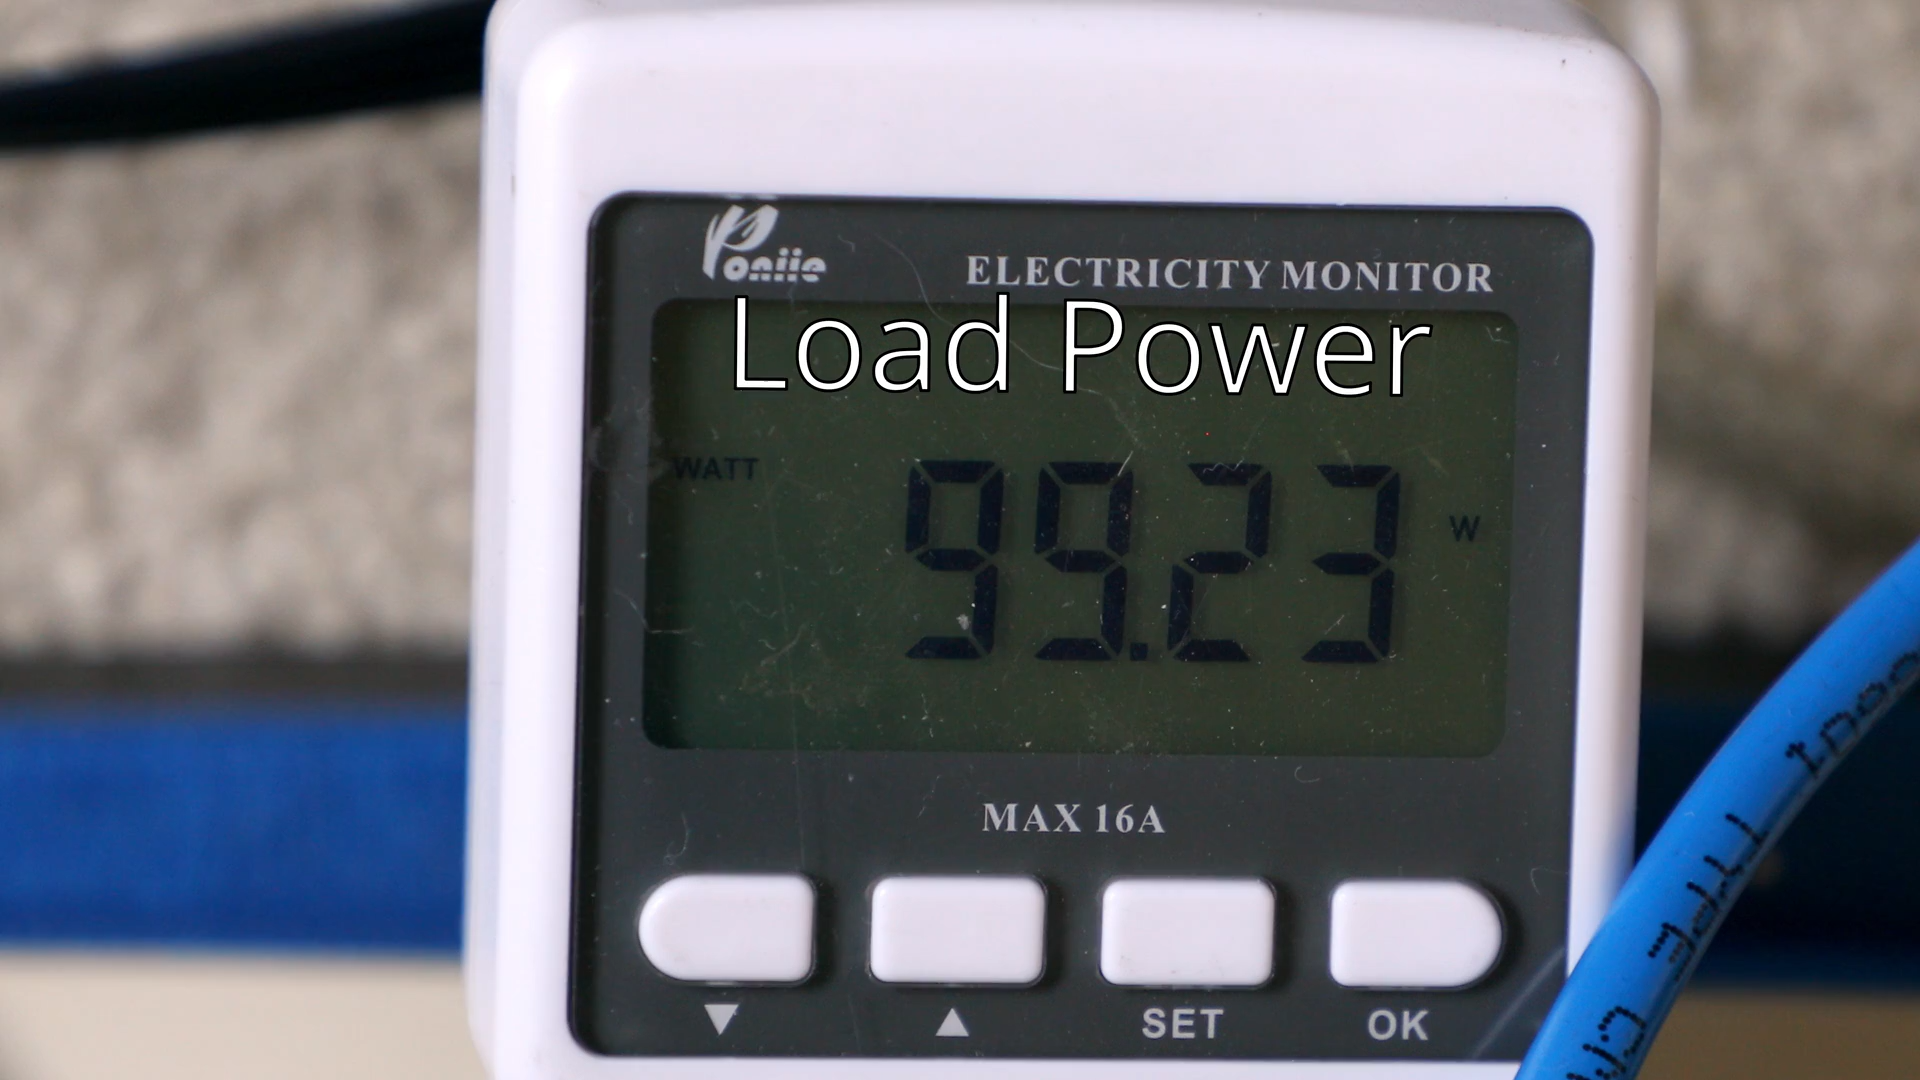 Poniie
ELECTRICITY MONITOR
Load Power
WATT
99.23
W
MAX 16A
▼ ▲ SET OK